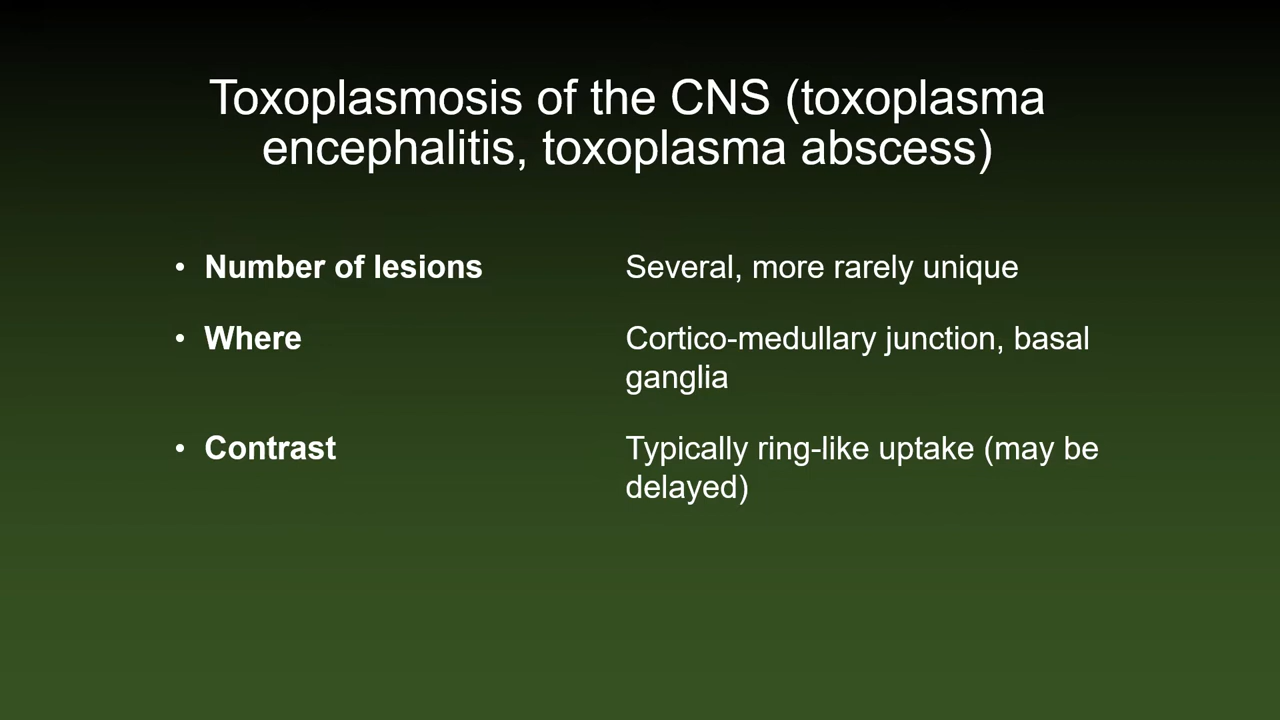 Toxoplasmosis of the CNS (toxoplasma
encephalitis, toxoplasma abscess)
• Number of lesions Several, more rarely unique
• Where Cortico-medullary junction, basal
ganglia
• Contrast Typically ring-like uptake (may be
delayed)